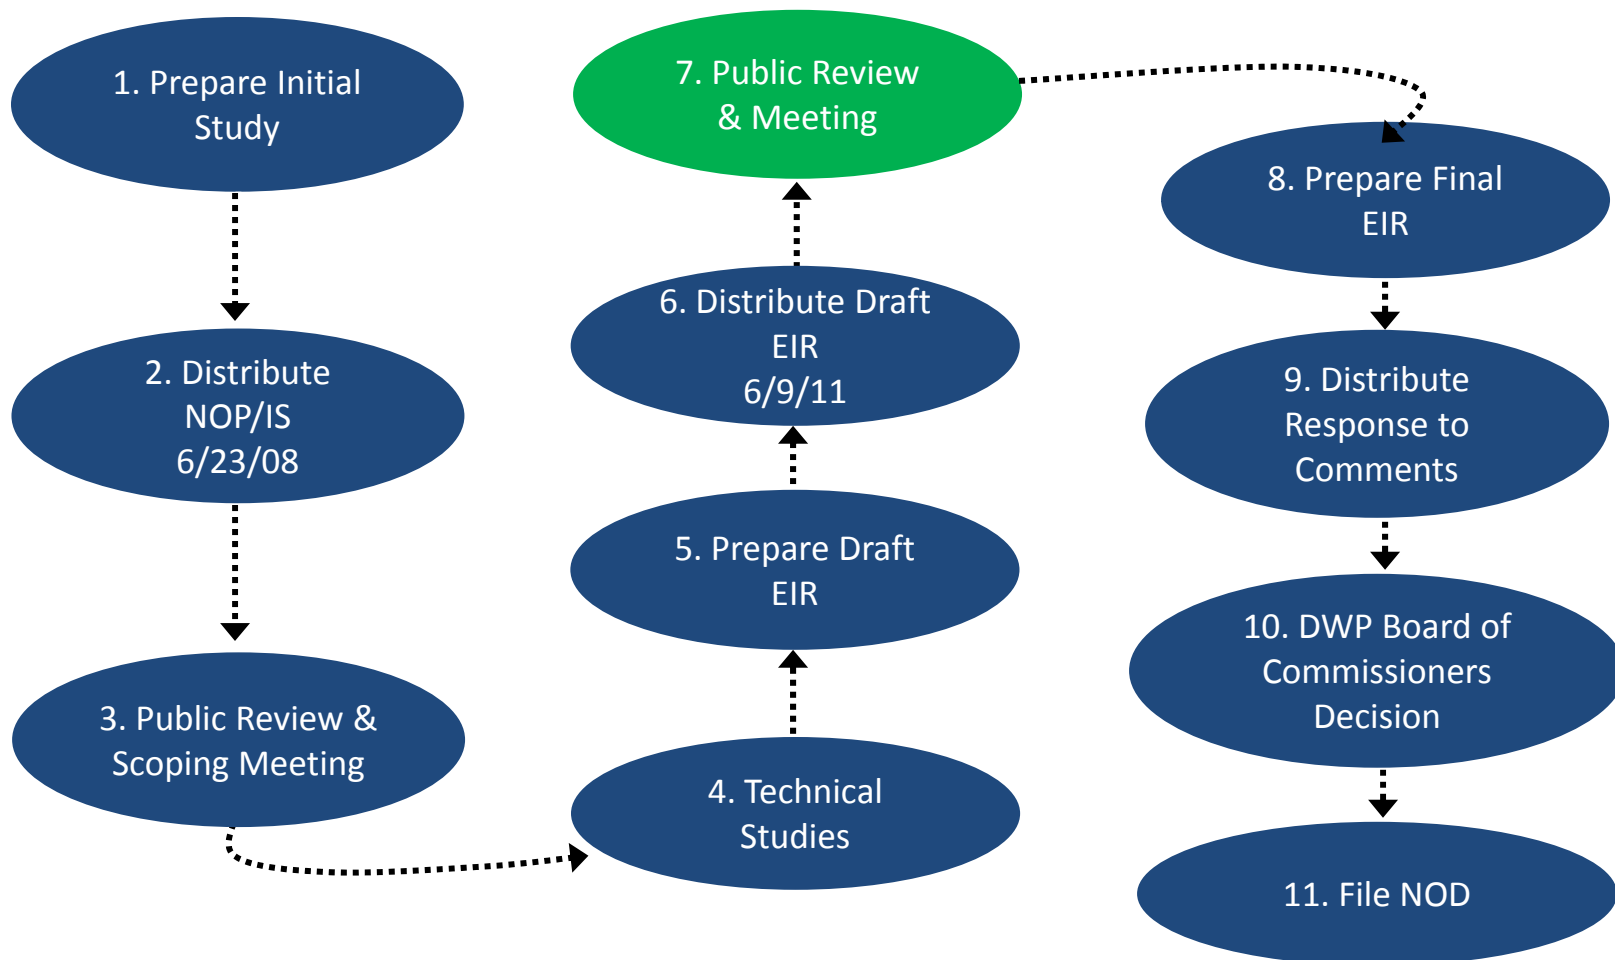 1. Prepare Initial
Study
2. Distribute
NOP/IS
6/23/08
3. Public Review &
Scoping Meeting
4. Technical
Studies
5. Prepare Draft
EIR
6. Distribute Draft
EIR
6/9/11
7. Public Review
& Meeting
8. Prepare Final
EIR
9. Distribute
Response to
Comments
10. DWP Board of
Commissioners
Decision
11. File NOD